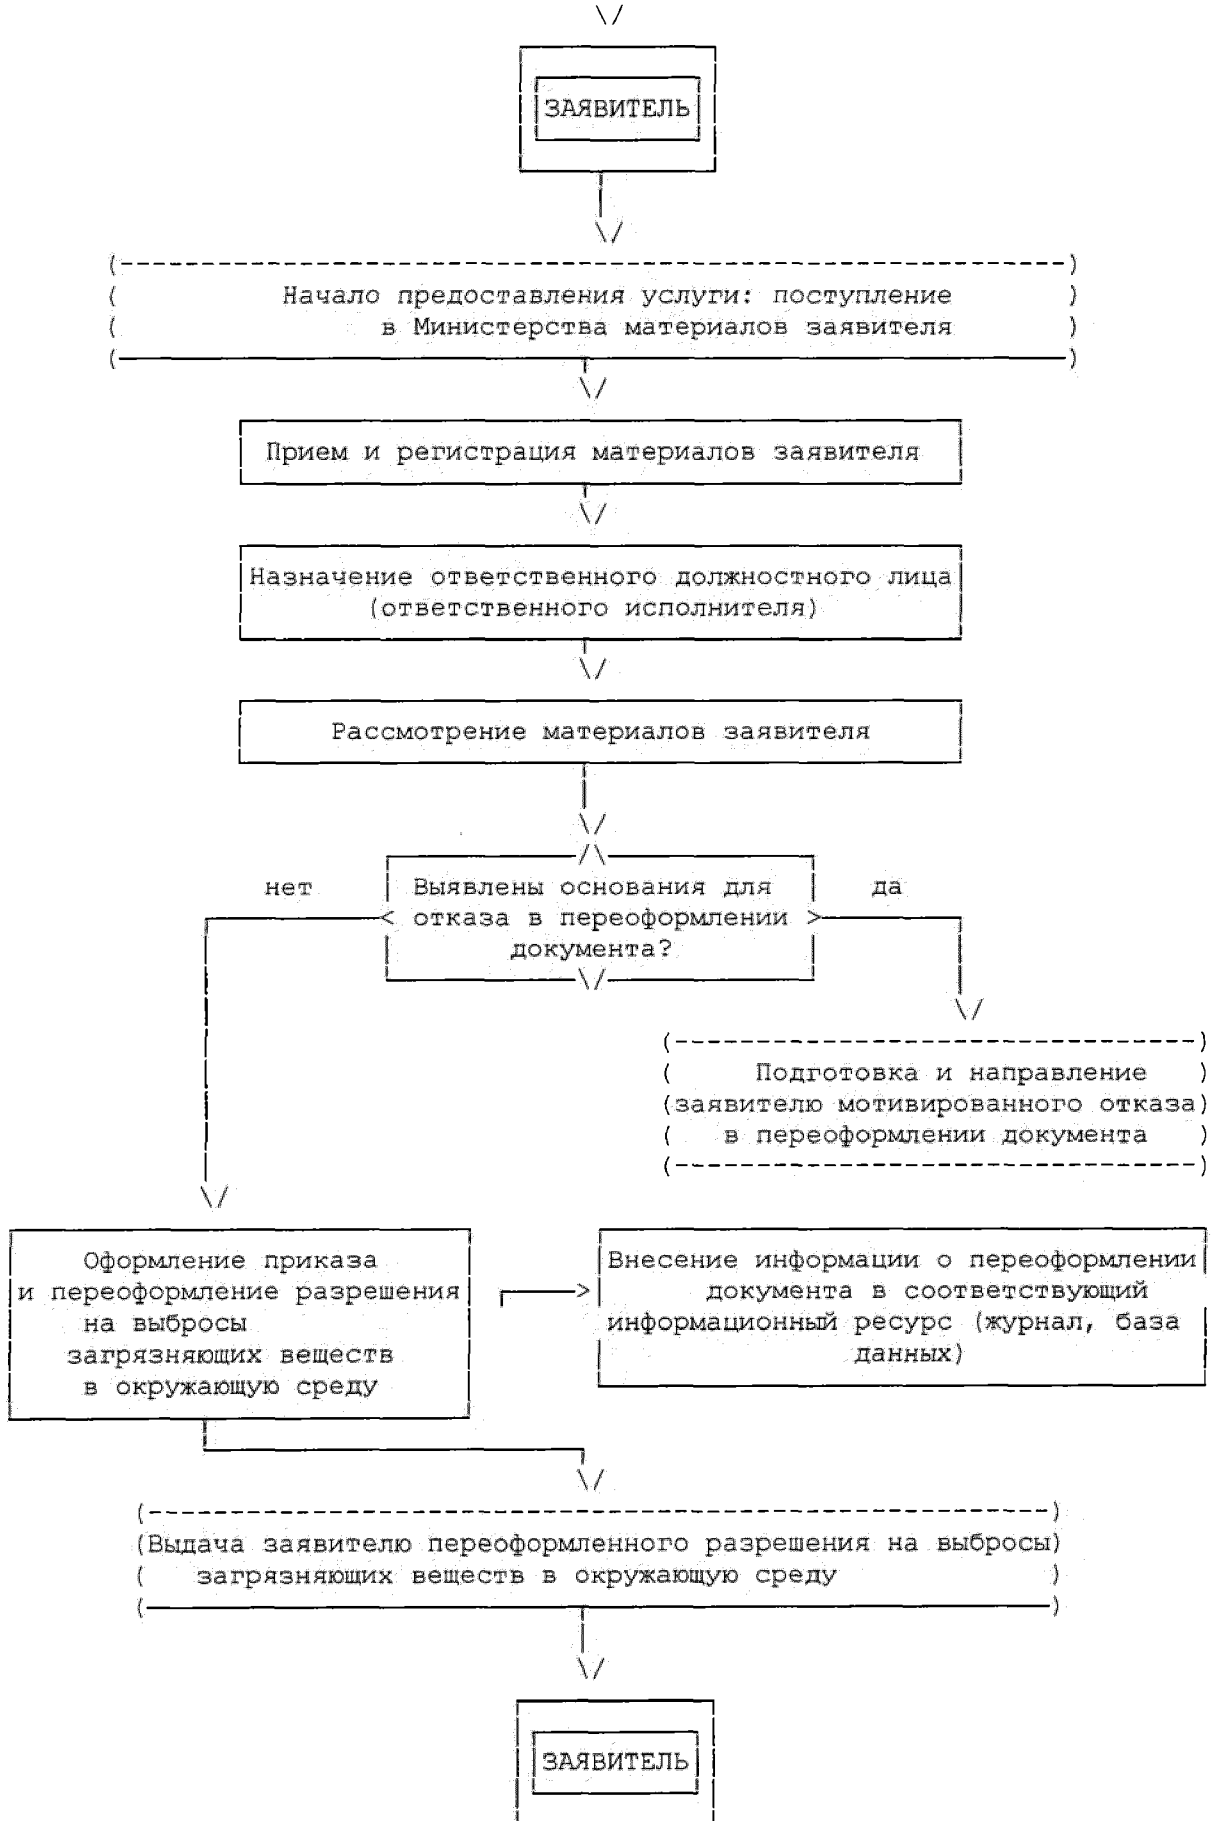 ЗАЯВИТЕЛЬ
Начало предоставления услуги: поступление
в Министерства материалов заявителя
Прием и регистрация материалов заявителя
Назначение ответственного должностного лица
(ответственного исполнителя)
Рассмотрение материалов заявителя
нет
Выявлены основания для
отказа в переоформлении
документа?
да
Подготовка и направление
заявителю мотивированного отказа
в переоформлении документа
Оформление приказа
и переоформление разрешения
на выбросы
загрязняющих веществ
в окружающую среду
Внесение информации о переоформлении
документа в соответствующий
информационный ресурс (журнал, база
данных)
Выдача заявителю переоформленного разрешения на выбросы
загрязняющих веществ в окружающую среду
ЗАЯВИТЕЛЬ